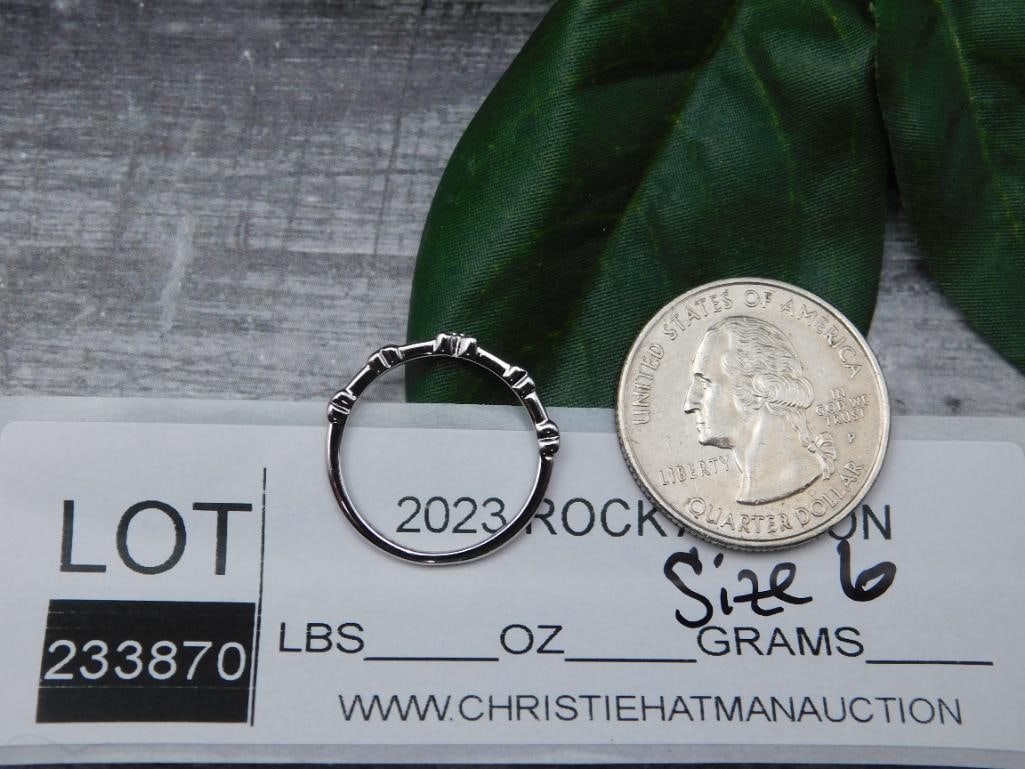 UNITED STATES OF AMERICA
IN
GOD WE
TRUST
P
LIBERTY
QUARTER DOLLAR
LOT
2023 ROCK
Size 6
233870
LBS______OZ______GRAMS______
WWW.CHRISTIEHATMANAUCTION